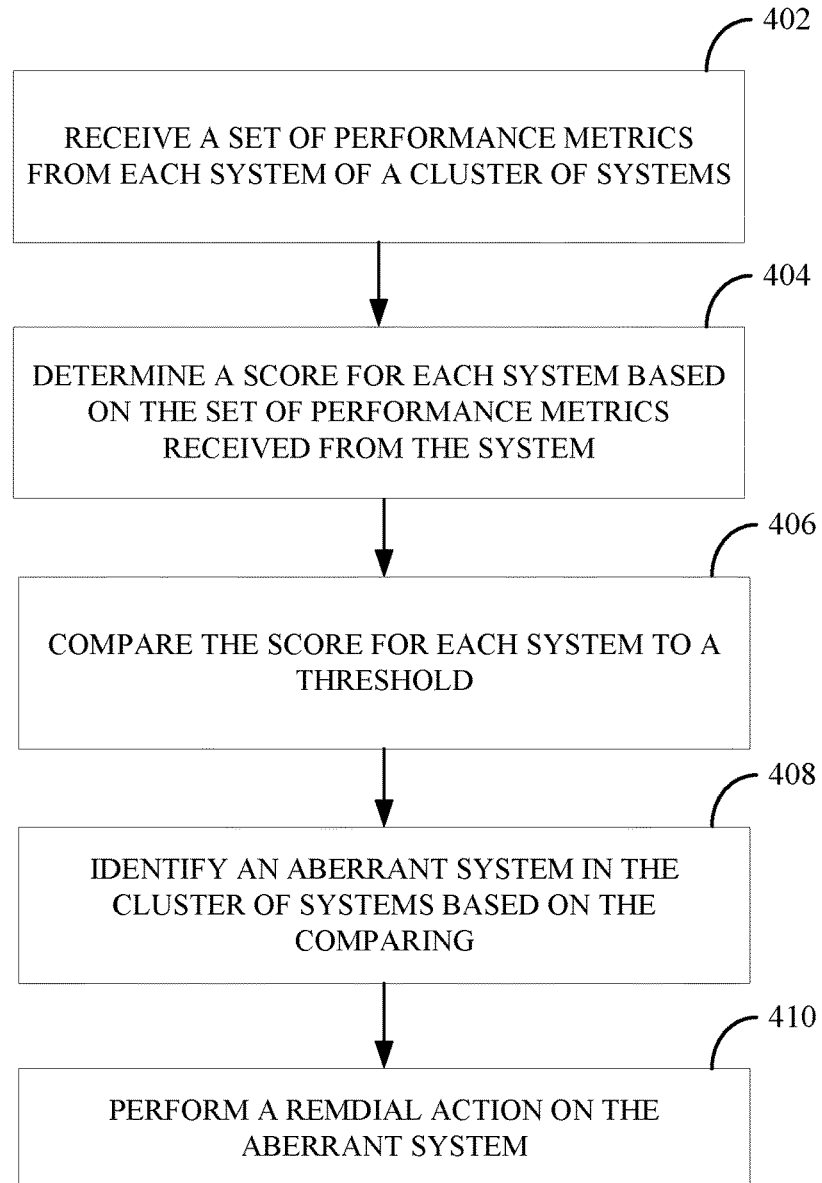 402
RECEIVE A SET OF PERFORMANCE METRICS
FROM EACH SYSTEM OF A CLUSTER OF SYSTEMS
404
DETERMINE A SCORE FOR EACH SYSTEM BASED
ON THE SET OF PERFORMANCE METRICS
RECEIVED FROM THE SYSTEM
406
COMPARE THE SCORE FOR EACH SYSTEM TO A
THRESHOLD
408
IDENTIFY AN ABERRANT SYSTEM IN THE
CLUSTER OF SYSTEMS BASED ON THE
COMPARING
410
PERFORM A REMDIAL ACTION ON THE
ABERRANT SYSTEM